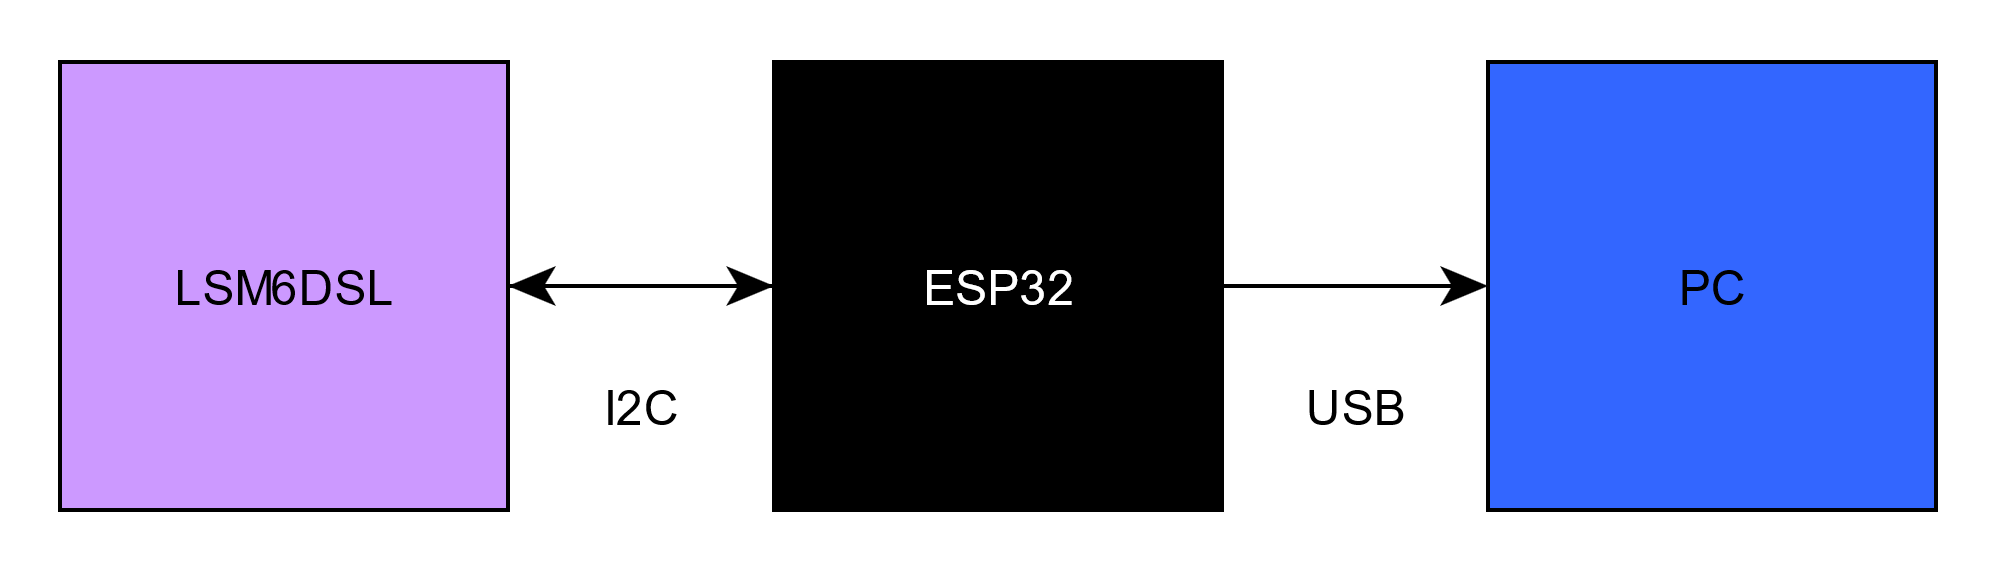 LSM6DSL
ESP32
PC
I2C
USB